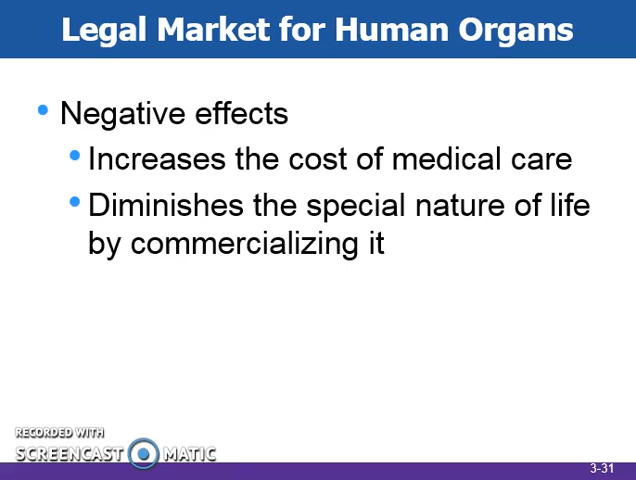 Legal Market for Human Organs
• Negative effects
• Increases the cost of medical care
• Diminishes the special nature of life
by commercializing it
RECORDED WITH
SCREENCAST MATIC
3-31